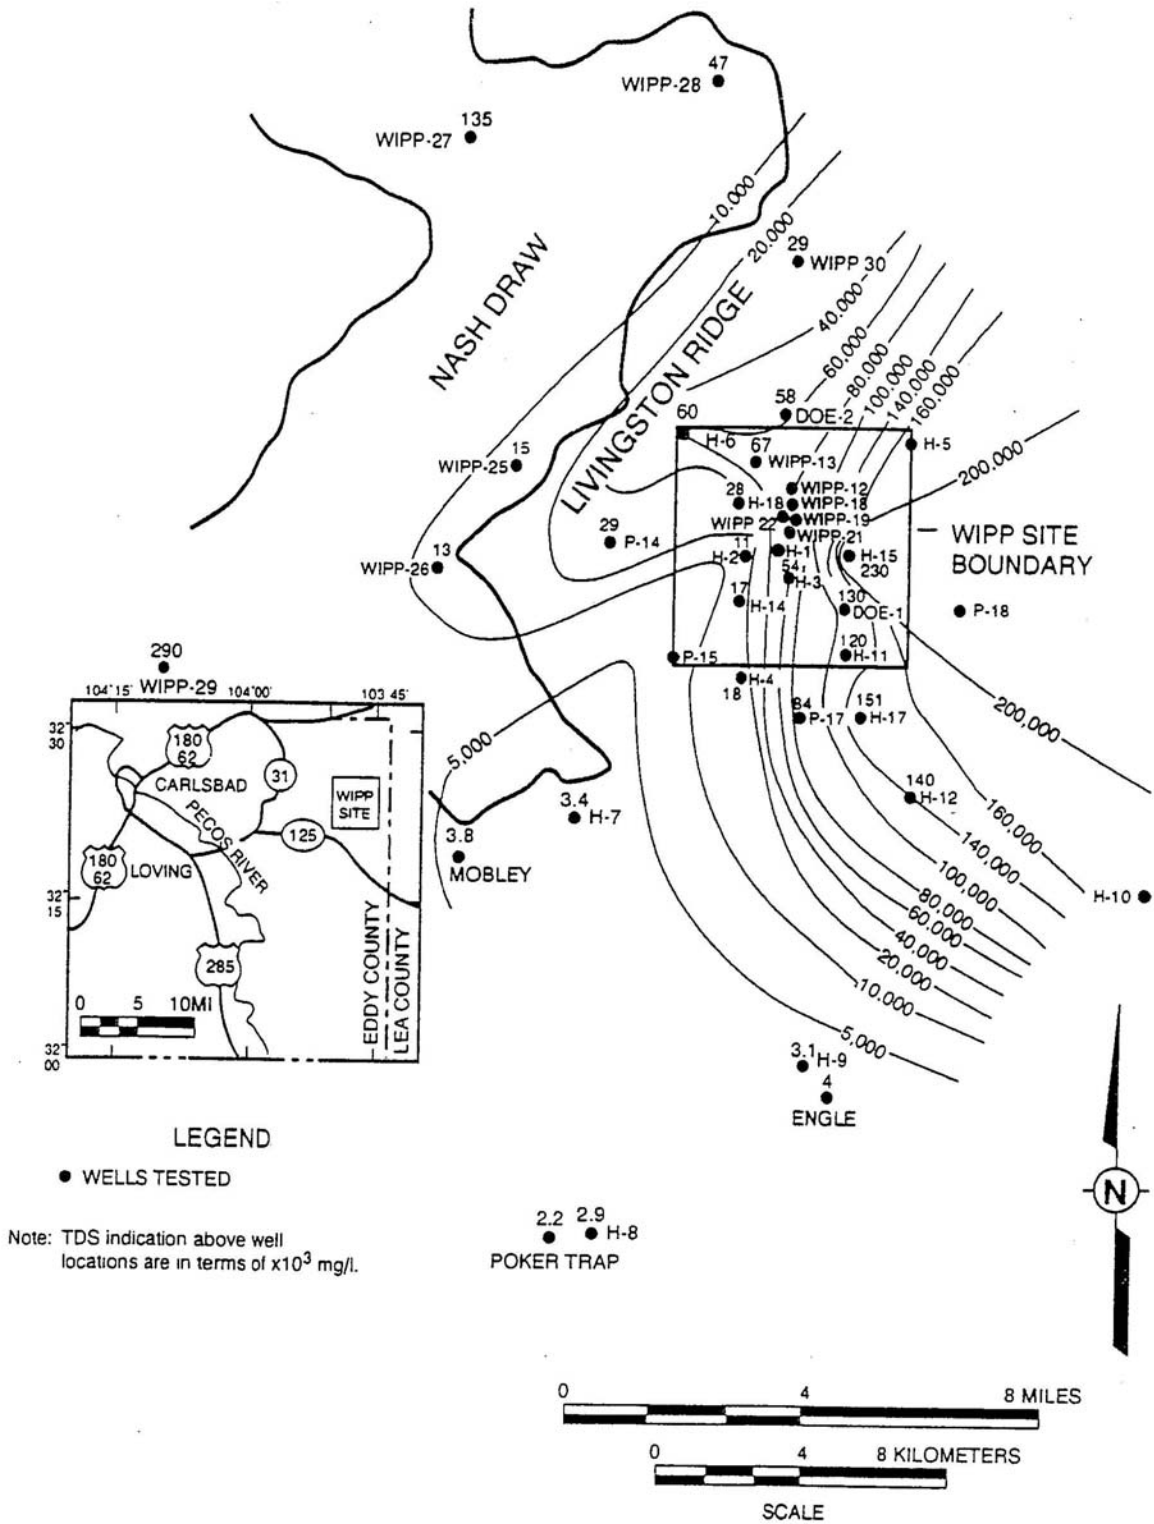 47
WIPP-28
135
WIPP-27
10.000
20.000
29
WIPP 30
NASH DRAW
LIVINGSTON RIDGE
40.000
60,000
80,000
100.000
140,000
160,000
200,000
58
DOE-2
60
H-6
67
WIPP-13
H-5
15
WIPP-25
WIPP-12
28
H-18
WIPP-18
WIPP 22
WIPP-19
WIPP-21
WIPP SITE
BOUNDARY
29
P-14
11
H-2
H-1
H-15
230
13
WIPP-26
54
H-3
17
H-14
130
DOE-1
P-18
120
H-11
P-15
H-4
18
290
WIPP-29
84
P-17
151
H-17
200,000
5,000
104°15'
104°00'
103 45'
32
30
180
62
31
CARLSBAD
WIPP
SITE
PECOS RIVER
125
180
62
LOVING
32
15
285
EDDY COUNTY
LEA COUNTY
0 5 10MI
32
00
3.4
H-7
3.8
MOBLEY
140
H-12
160,000
140,000
100,000
80,000
60,000
40,000
20,000
10.000
5,000
H-10
3.1
H-9
4
ENGLE
LEGEND
WELLS TESTED
Note: TDS indication above well
locations are in terms of x10³ mg/l.
2.2 2.9
H-8
POKER TRAP
N
0 4 8 MILES
0 4 8 KILOMETERS
SCALE